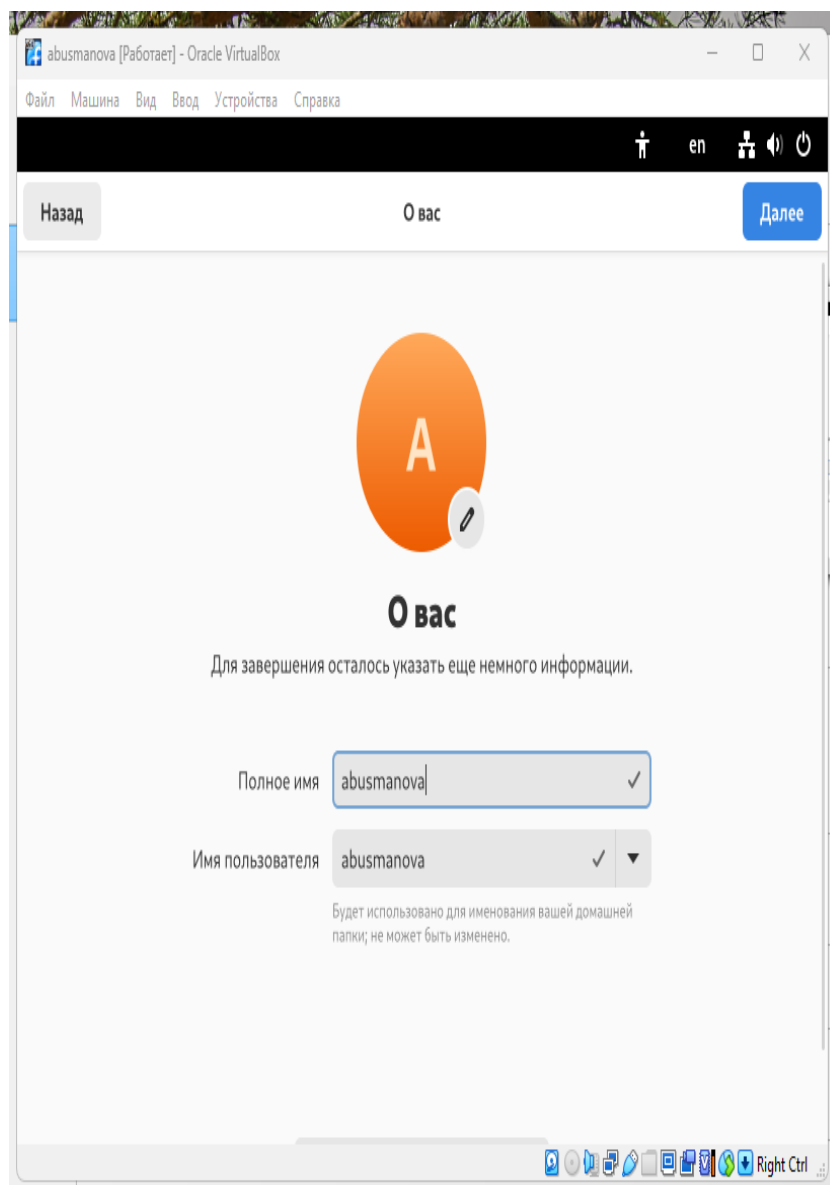 abusmanova [Работает] - Oracle VirtualBox
Файл Машина Вид Ввод Устройства Справка
en
Назад О вас Далее
A
О вас
Для завершения осталось указать еще немного информации.
Полное имя abusmanova
Имя пользователя abusmanova
Будет использовано для именования вашей домашней
папки; не может быть изменено.
Right Ctrl